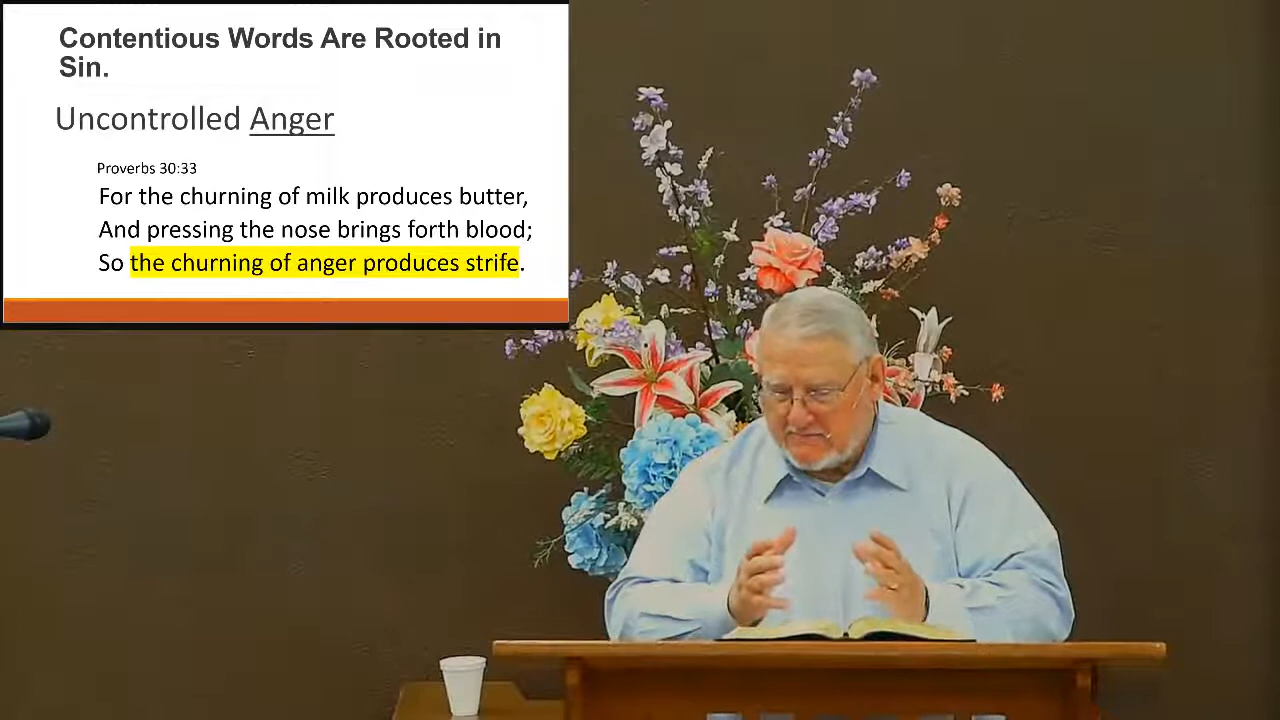 Contentious Words Are Rooted in
Sin.
Uncontrolled Anger
Proverbs 30:33
For the churning of milk produces butter,
And pressing the nose brings forth blood;
So the churning of anger produces strife.